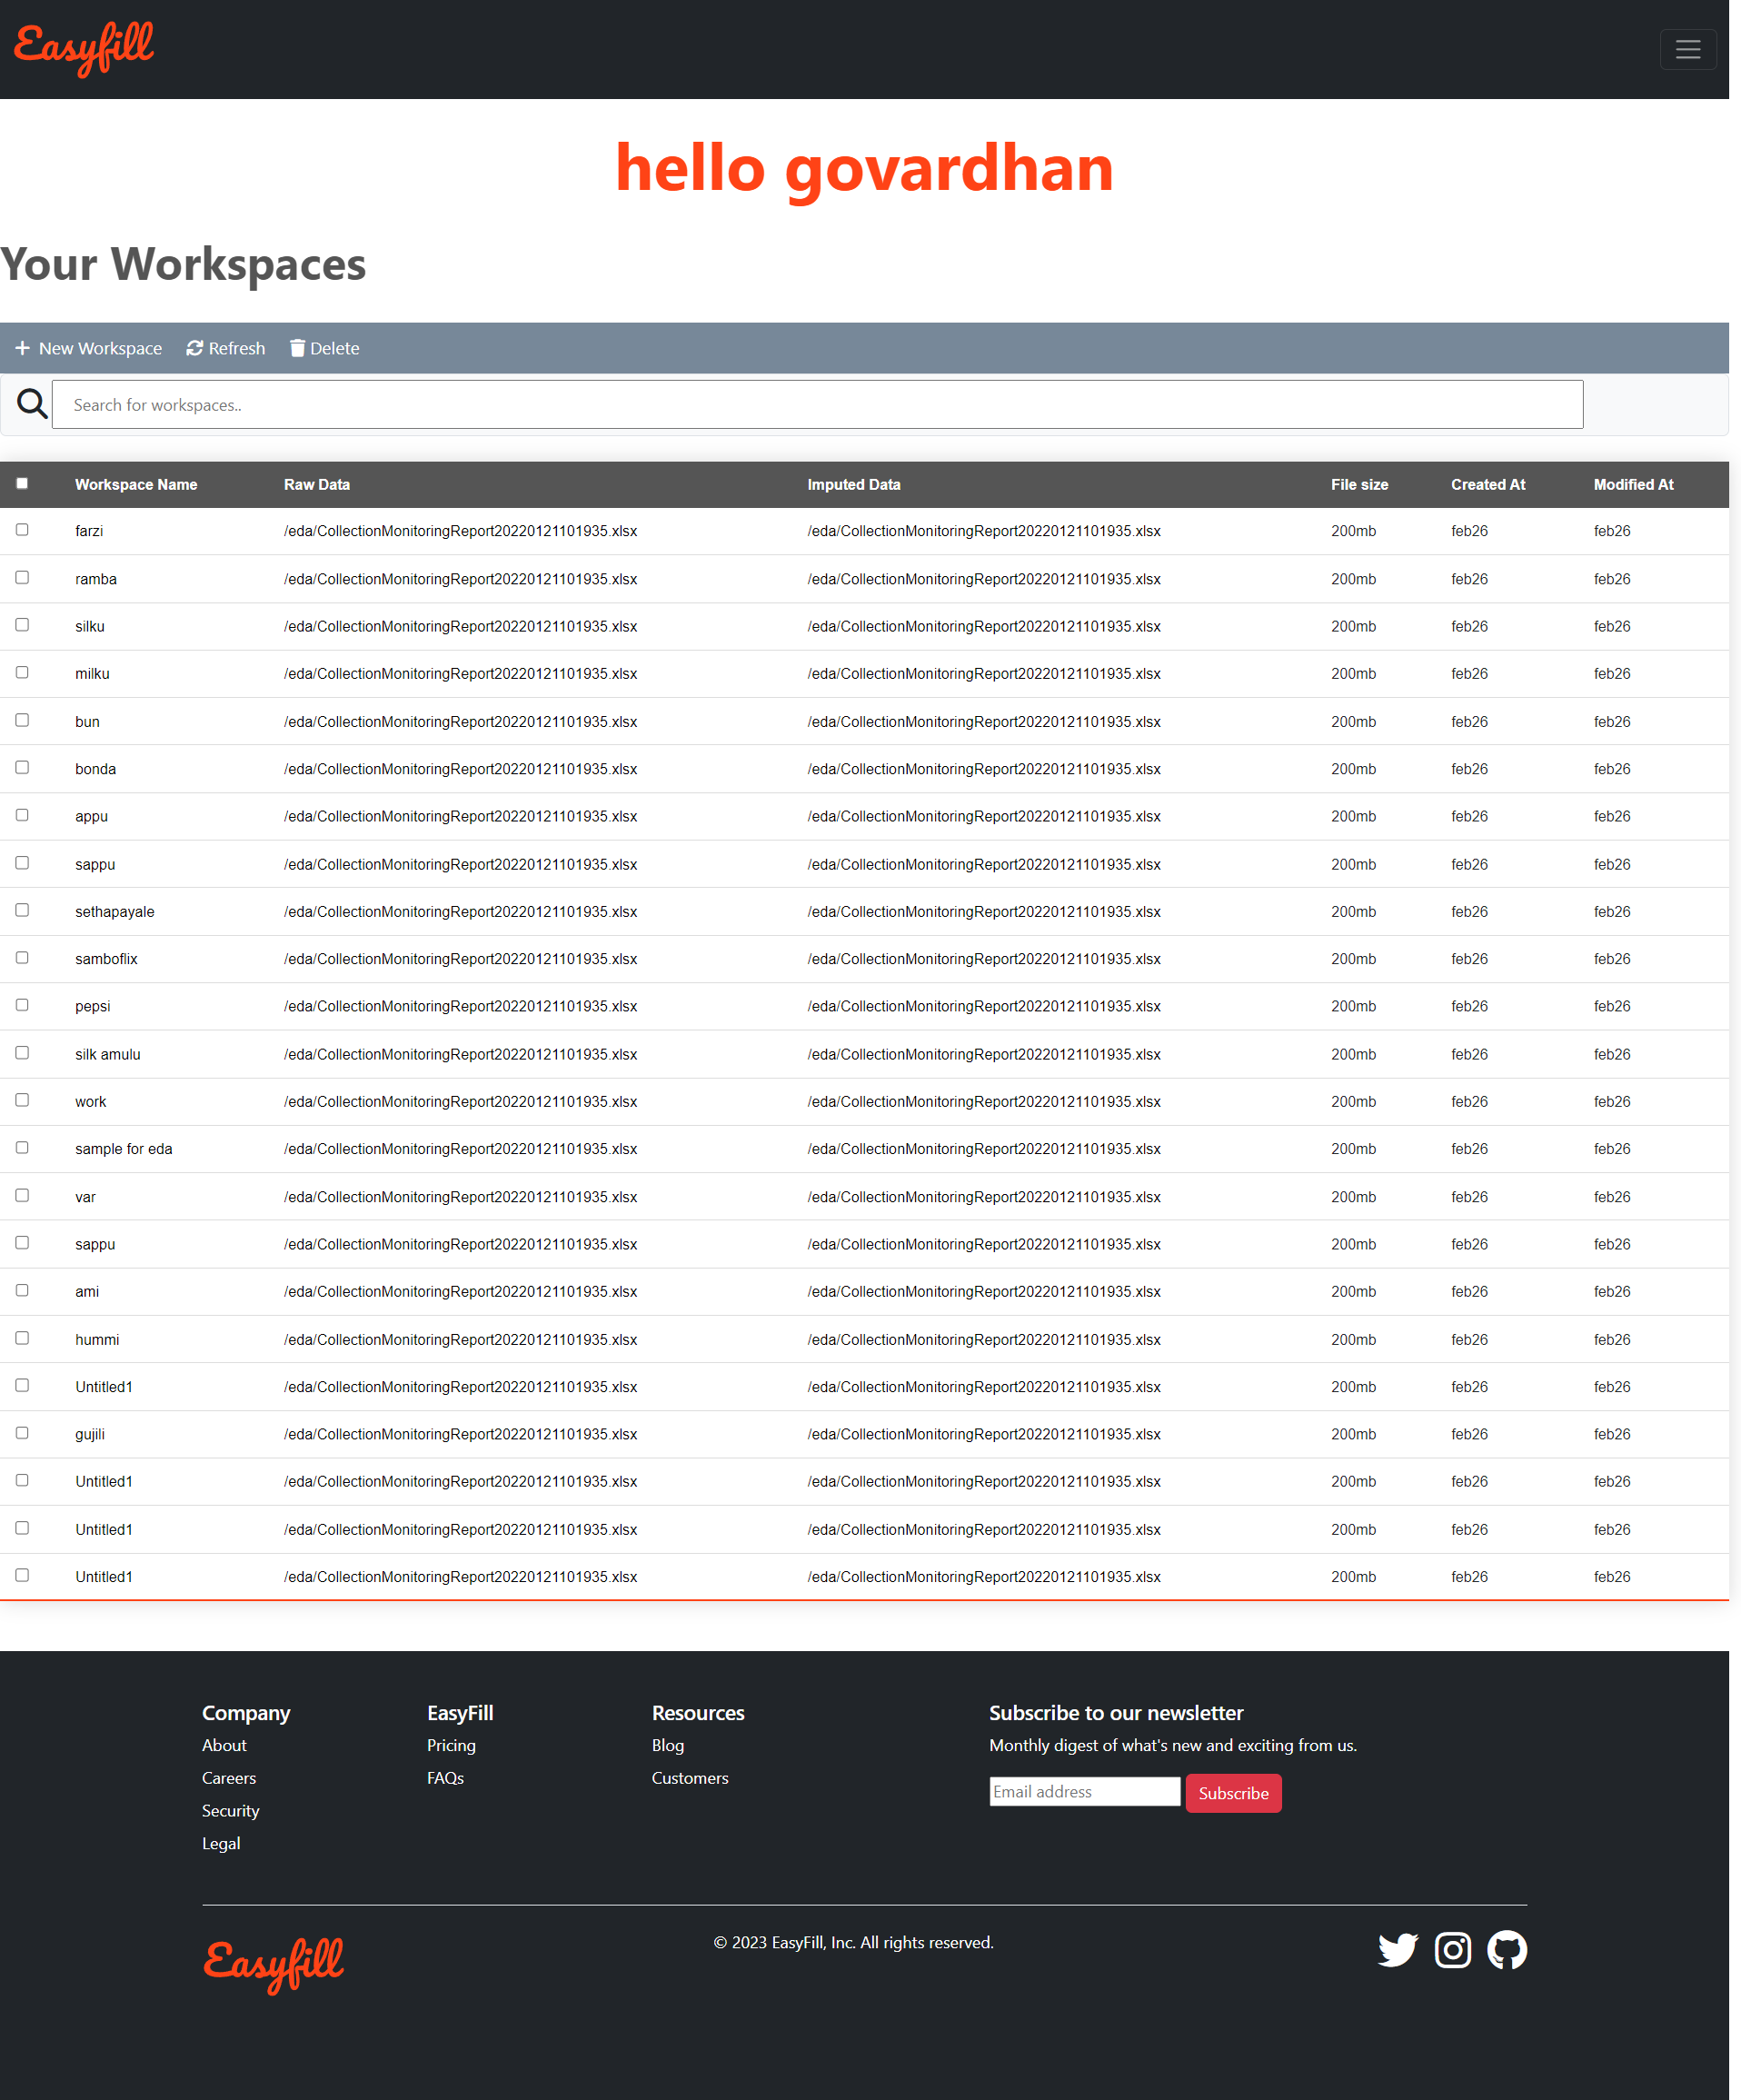 Easyfill
hello govardhan
Your Workspaces
New Workspace Refresh Delete
Search for workspaces..
Workspace Name Raw Data Imputed Data File size Created At Modified At
farzi /eda/CollectionMonitoringReport20220121101935.xlsx /eda/CollectionMonitoringReport20220121101935.xlsx 200mb feb26 feb26
ramba /eda/CollectionMonitoringReport20220121101935.xlsx /eda/CollectionMonitoringReport20220121101935.xlsx 200mb feb26 feb26
silku /eda/CollectionMonitoringReport20220121101935.xlsx /eda/CollectionMonitoringReport20220121101935.xlsx 200mb feb26 feb26
milku /eda/CollectionMonitoringReport20220121101935.xlsx /eda/CollectionMonitoringReport20220121101935.xlsx 200mb feb26 feb26
bun /eda/CollectionMonitoringReport20220121101935.xlsx /eda/CollectionMonitoringReport20220121101935.xlsx 200mb feb26 feb26
bonda /eda/CollectionMonitoringReport20220121101935.xlsx /eda/CollectionMonitoringReport20220121101935.xlsx 200mb feb26 feb26
appu /eda/CollectionMonitoringReport20220121101935.xlsx /eda/CollectionMonitoringReport20220121101935.xlsx 200mb feb26 feb26
sappu /eda/CollectionMonitoringReport20220121101935.xlsx /eda/CollectionMonitoringReport20220121101935.xlsx 200mb feb26 feb26
sethapayale /eda/CollectionMonitoringReport20220121101935.xlsx /eda/CollectionMonitoringReport20220121101935.xlsx 200mb feb26 feb26
samboflix /eda/CollectionMonitoringReport20220121101935.xlsx /eda/CollectionMonitoringReport20220121101935.xlsx 200mb feb26 feb26
pepsi /eda/CollectionMonitoringReport20220121101935.xlsx /eda/CollectionMonitoringReport20220121101935.xlsx 200mb feb26 feb26
silk amulu /eda/CollectionMonitoringReport20220121101935.xlsx /eda/CollectionMonitoringReport20220121101935.xlsx 200mb feb26 feb26
work /eda/CollectionMonitoringReport20220121101935.xlsx /eda/CollectionMonitoringReport20220121101935.xlsx 200mb feb26 feb26
sample for eda /eda/CollectionMonitoringReport20220121101935.xlsx /eda/CollectionMonitoringReport20220121101935.xlsx 200mb feb26 feb26
var /eda/CollectionMonitoringReport20220121101935.xlsx /eda/CollectionMonitoringReport20220121101935.xlsx 200mb feb26 feb26
sappu /eda/CollectionMonitoringReport20220121101935.xlsx /eda/CollectionMonitoringReport20220121101935.xlsx 200mb feb26 feb26
ami /eda/CollectionMonitoringReport20220121101935.xlsx /eda/CollectionMonitoringReport20220121101935.xlsx 200mb feb26 feb26
hummi /eda/CollectionMonitoringReport20220121101935.xlsx /eda/CollectionMonitoringReport20220121101935.xlsx 200mb feb26 feb26
Untitled1 /eda/CollectionMonitoringReport20220121101935.xlsx /eda/CollectionMonitoringReport20220121101935.xlsx 200mb feb26 feb26
gujili /eda/CollectionMonitoringReport20220121101935.xlsx /eda/CollectionMonitoringReport20220121101935.xlsx 200mb feb26 feb26
Untitled1 /eda/CollectionMonitoringReport20220121101935.xlsx /eda/CollectionMonitoringReport20220121101935.xlsx 200mb feb26 feb26
Untitled1 /eda/CollectionMonitoringReport20220121101935.xlsx /eda/CollectionMonitoringReport20220121101935.xlsx 200mb feb26 feb26
Untitled1 /eda/CollectionMonitoringReport20220121101935.xlsx /eda/CollectionMonitoringReport20220121101935.xlsx 200mb feb26 feb26
Company
About
Careers
Security
Legal
EasyFill
Pricing
FAQs
Resources
Blog
Customers
Subscribe to our newsletter
Monthly digest of what's new and exciting from us.
Email address Subscribe
Easyfill
© 2023 EasyFill, Inc. All rights reserved.